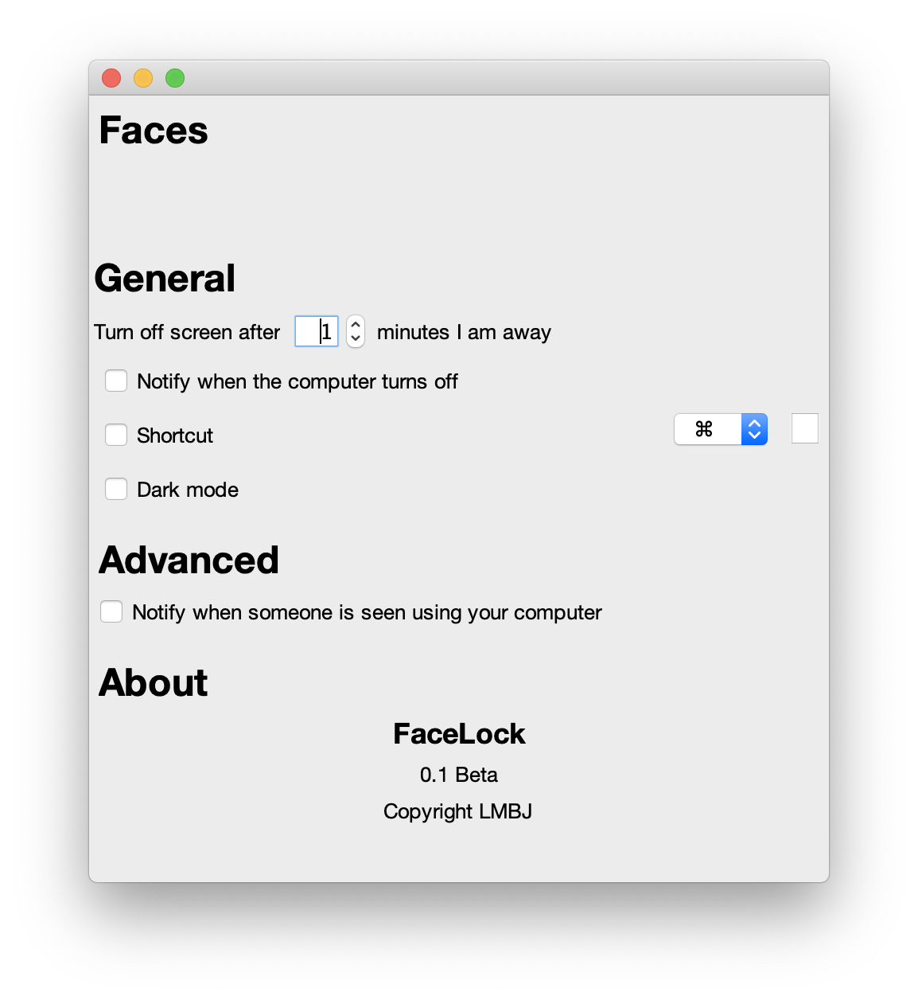 Faces
General
Turn off screen after 1 minutes I am away
Notify when the computer turns off
Shortcut ⌘
Dark mode
Advanced
Notify when someone is seen using your computer
About
FaceLock
0.1 Beta
Copyright LMBJ